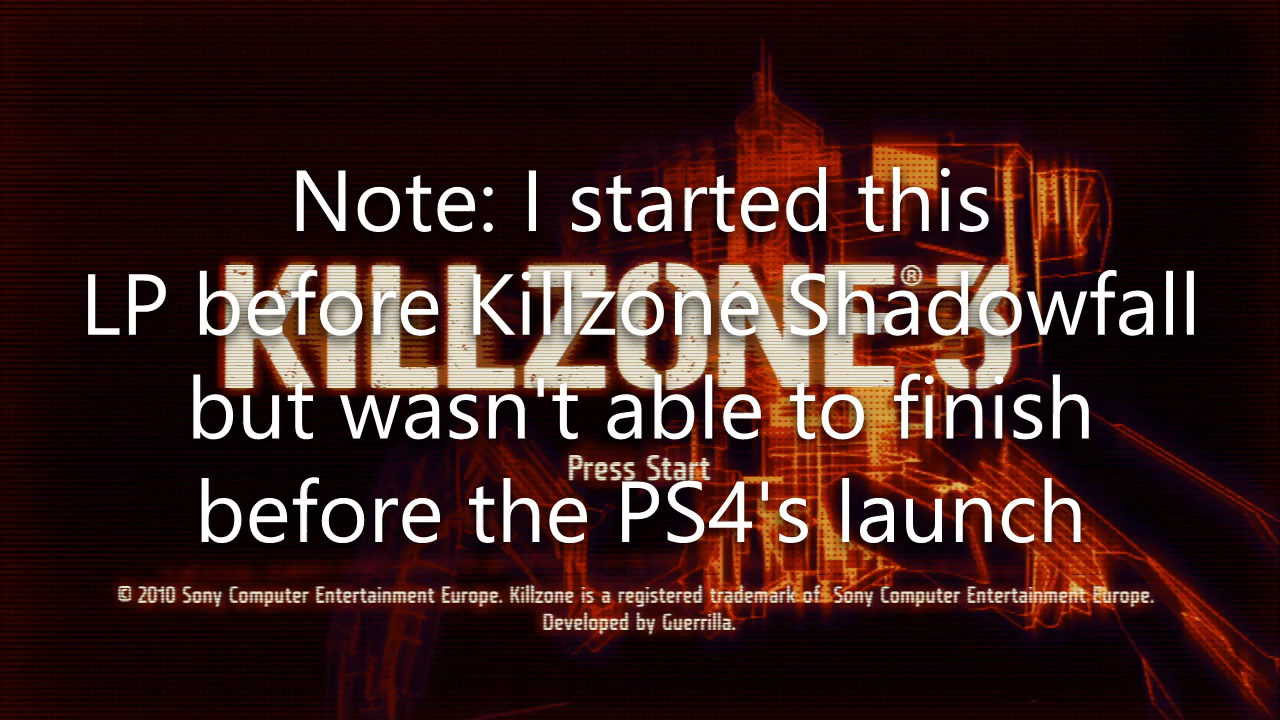 Note: I started this
LP before Killzone Shadowfall
but wasn't able to finish
before the PS4's launch
KILLZONE® 3
Press Start
© 2010 Sony Computer Entertainment Europe. Killzone is a registered trademark of Sony Computer Entertainment Europe.
Developed by Guerrilla.